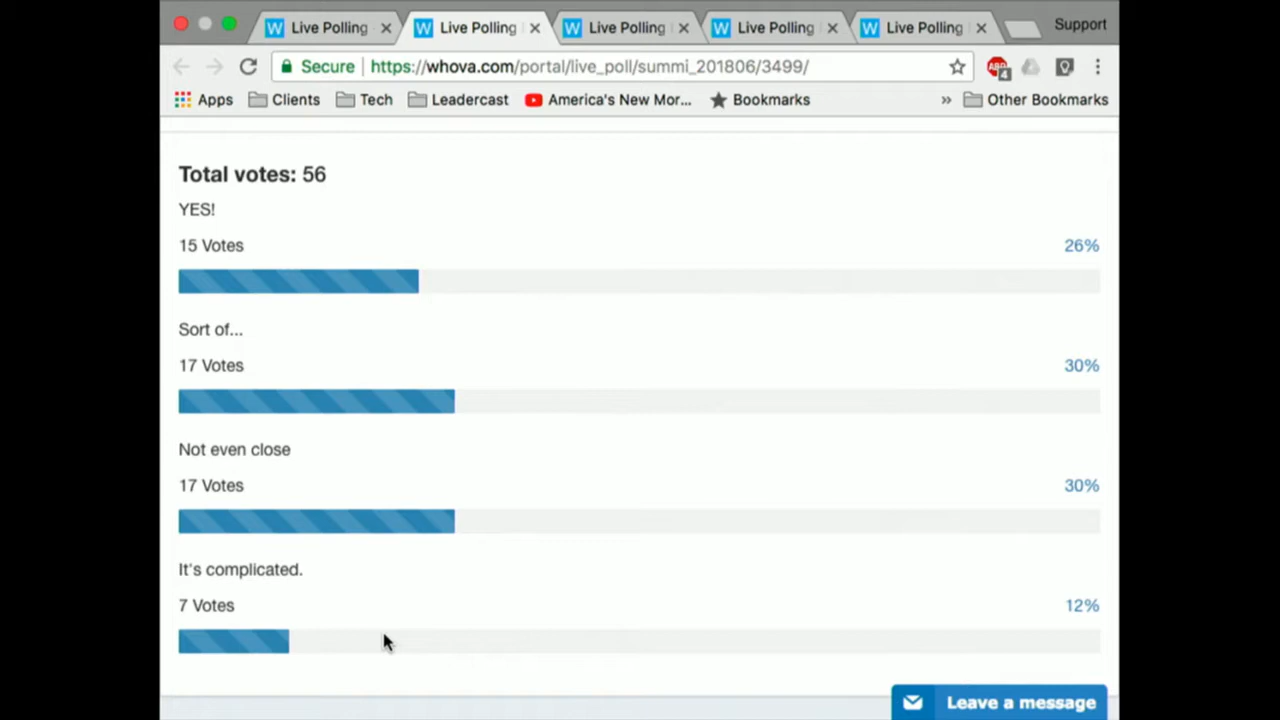 W Live Polling
W Live Polling
W Live Polling
W Live Polling
W Live Polling
Support
Secure
https://whova.com/portal/live_poll/summi_201806/3499/
ABP
4
Apps
Clients
Tech
Leadercast
America's New Mor...
Bookmarks
»
Other Bookmarks
Total votes: 56
YES!
15 Votes 26%
Sort of...
17 Votes 30%
Not even close
17 Votes 30%
It's complicated.
7 Votes 12%
Leave a message